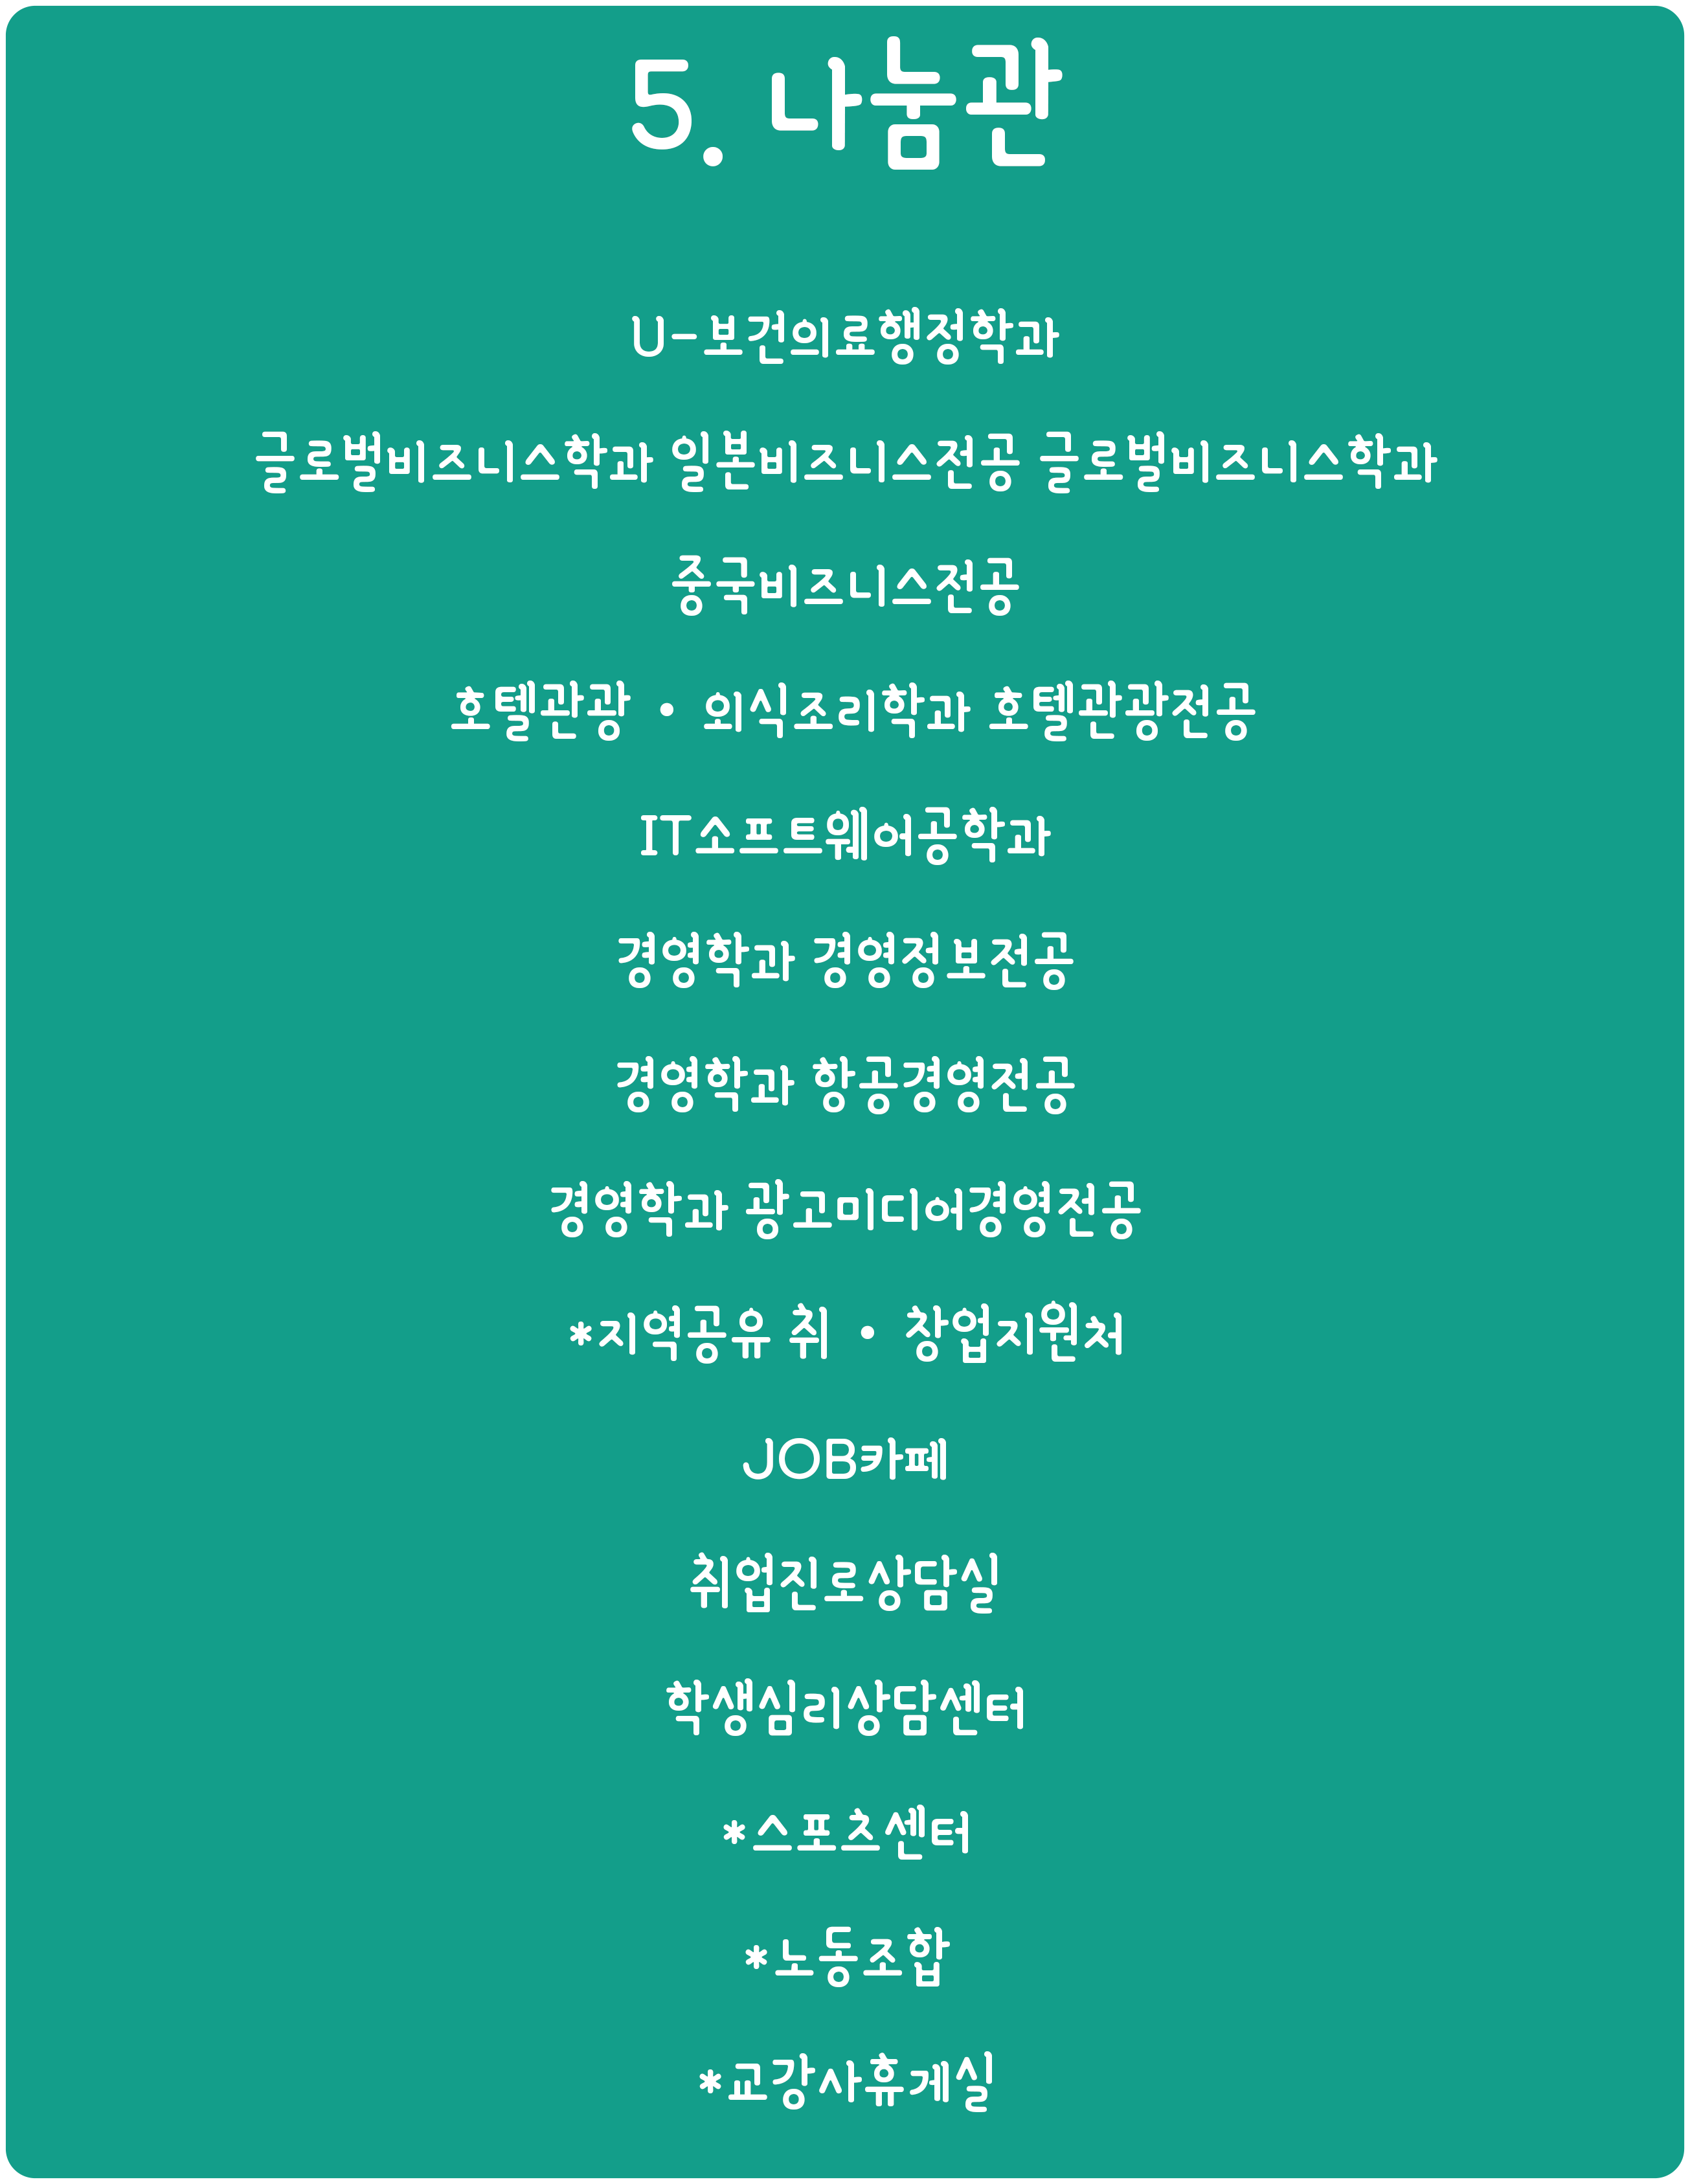 5. 나눔관
U-보건의료행정학과
글로벌비즈니스학과 일본비즈니스전공 글로벌비즈니스학과
중국비즈니스전공
호텔관광 • 외식조리학과 호텔관광전공
IT소프트웨어공학과
경영학과 경영정보전공
경영학과 항공경영전공
경영학과 광고미디어경영전공
*지역공유 취 • 창업지원처
JOB카페
취업진로상담실
학생심리상담센터
*스포츠센터
*노동조합
*교강사휴게실